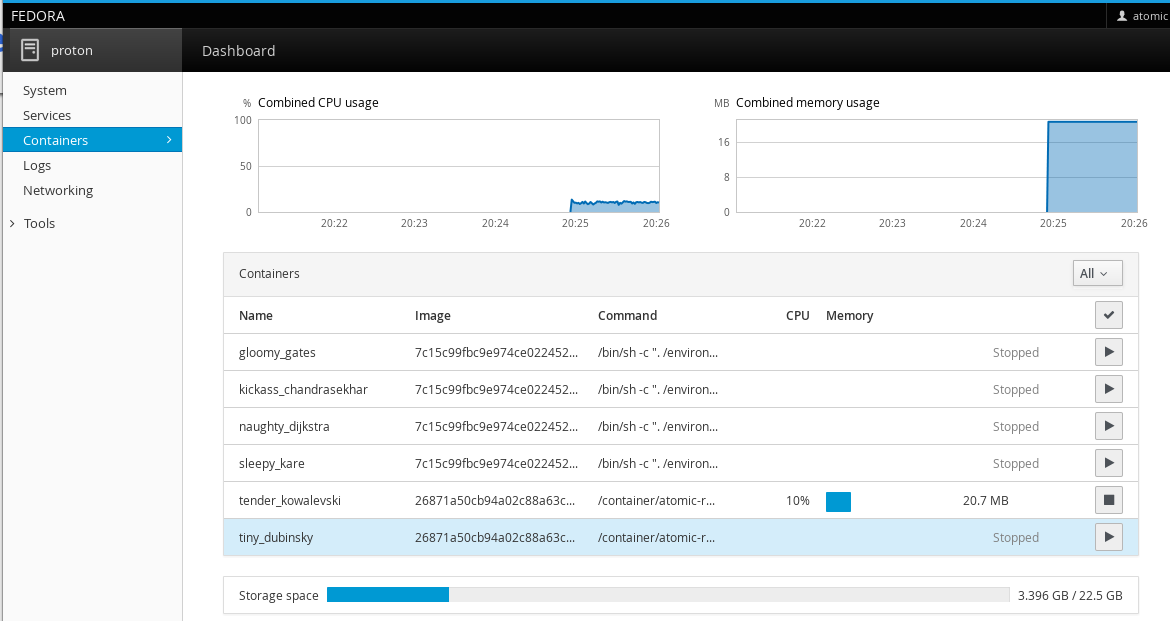 FEDORA
atomic
proton
Dashboard
System
Services
Containers
Logs
Networking
Tools
% Combined CPU usage
100
50
0
20:22 20:23 20:24 20:25 20:26
MB Combined memory usage
16
8
0
20:22 20:23 20:24 20:25 20:26
Containers All
Name Image Command CPU Memory
gloomy_gates 7c15c99fbc9e974ce022452... /bin/sh -c ". /environ... Stopped
kickass_chandrasekhar 7c15c99fbc9e974ce022452... /bin/sh -c ". /environ... Stopped
naughty_dijkstra 7c15c99fbc9e974ce022452... /bin/sh -c ". /environ... Stopped
sleepy_kare 7c15c99fbc9e974ce022452... /bin/sh -c ". /environ... Stopped
tender_kowalevski 26871a50cb94a02c88a63c... /container/atomic-r... 10% 20.7 MB
tiny_dubinsky 26871a50cb94a02c88a63c... /container/atomic-r... Stopped
Storage space 3.396 GB / 22.5 GB